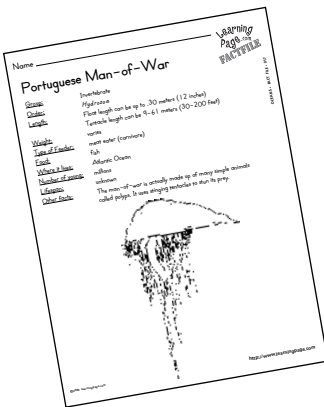 Learning
Page.com
FACTFILE
Name
Portuguese Man-of-War
Group: Invertebrate
Order: Hydrozoa
Length: Float length can be up to .30 meters (12 inches)
Tentacle length can be 9-61 meters (30-200 feet)
Weight: varies
Type of Feeder: meat eater (carnivore)
Food: fish
Where it lives: Atlantic Ocean
Number of young: millions
Lifespan: unknown
Other facts: The man-of-war is actually made up of many simple animals
called polyps. It uses stinging tentacles to stun its prey.
http://www.learningpage.com